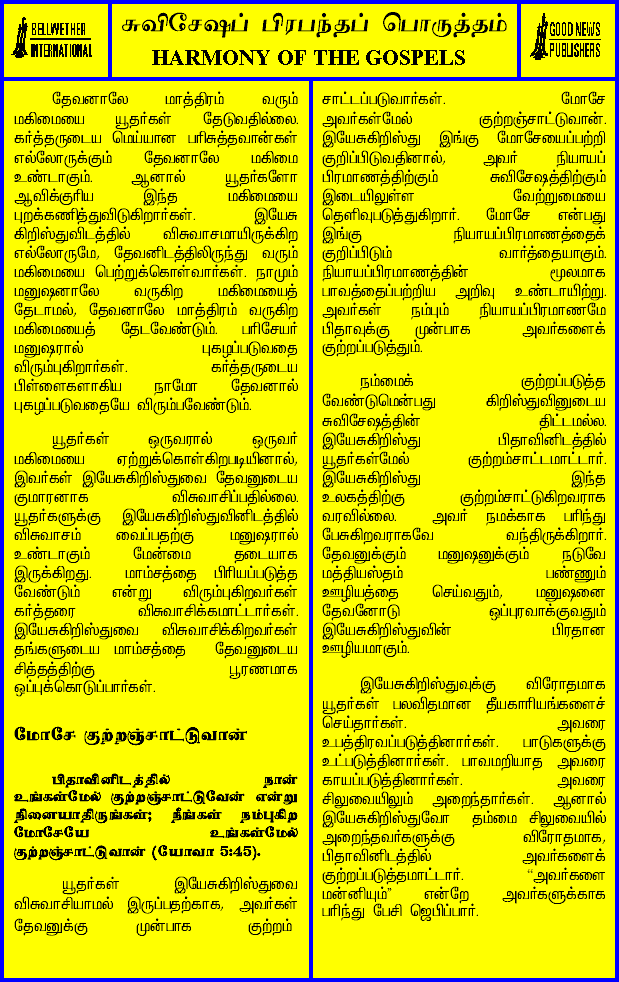 BELLWETHER
INTERNATIONAL
சுவிசேஷப் பிரபந்தப் பொருத்தம்
HARMONY OF THE GOSPELS
GOOD NEWS
PUBLISHERS
தேவனாலே மாத்திரம் வரும்
மகிமையை யூதர்கள் தேடுவதில்லை.
கர்த்தருடைய மெய்யான பரிசுத்தவான்கள்
எல்லோருக்கும் தேவனாலே மகிமை
உண்டாகும். ஆனால் யூதர்களோ
ஆவிக்குரிய இந்த மகிமையை
புறக்கணித்துவிடுகிறார்கள். இயேசு
கிறிஸ்துவிடத்தில் விசுவாசமாயிருக்கிற
எல்லோருமே, தேவனிடத்திலிருந்து வரும்
மகிமையை பெற்றுக்கொள்வார்கள். நாமும்
மனுஷனாலே வருகிற மகிமையைத்
தேடாமல், தேவனாலே மாத்திரம் வருகிற
மகிமையைத் தேடவேண்டும். பரிசேயர்
மனுஷரால் புகழப்படுவதை
விரும்புகிறார்கள். கர்த்தருடைய
பிள்ளைகளாகிய நாமோ தேவனால்
புகழப்படுவதையே விரும்பவேண்டும்.
யூதர்கள் ஒருவரால் ஒருவர்
மகிமையை ஏற்றுக்கொள்கிறபடியினால்,
இவர்கள் இயேசுகிறிஸ்துவை தேவனுடைய
குமாரனாக விசுவாசிப்பதில்லை.
யூதர்களுக்கு இயேசுகிறிஸ்துவினிடத்தில்
விசுவாசம் வைப்பதற்கு மனுஷரால்
உண்டாகும் மேன்மை தடையாக
இருக்கிறது. மாம்சத்தை பிரியப்படுத்த
வேண்டும் என்று விரும்புகிறவர்கள்
கர்த்தரை விசுவாசிக்கமாட்டார்கள்.
இயேசுகிறிஸ்துவை விசுவாசிக்கிறவர்கள்
தங்களுடைய மாம்சத்தை தேவனுடைய
சித்தத்திற்கு பூரணமாக
ஒப்புக்கொடுப்பார்கள்.
மோசே குற்றஞ்சாட்டுவான்
பிதாவினிடத்தில் நான்
உங்கள்மேல் குற்றஞ்சாட்டுவேன் என்று
நினையாதிருங்கள்; நீங்கள் நம்புகிற
மோசேயே உங்கள்மேல்
குற்றஞ்சாட்டுவான் (யோவா 5:45).
யூதர்கள் இயேசுகிறிஸ்துவை
விசுவாசியாமல் இருப்பதற்காக, அவர்கள்
தேவனுக்கு முன்பாக குற்றம்
சாட்டப்படுவார்கள். மோசே
அவர்கள்மேல் குற்றஞ்சாட்டுவான்.
இயேசுகிறிஸ்து இங்கு மோசேயைப்பற்றி
குறிப்பிடுவதினால், அவர் நியாயப்
பிரமாணத்திற்கும் சுவிசேஷத்திற்கும்
இடையிலுள்ள வேற்றுமையை
தெளிவுபடுத்துகிறார். மோசே என்பது
இங்கு நியாயப்பிரமாணத்தைக்
குறிப்பிடும் வார்த்தையாகும்.
நியாயப்பிரமாணத்தின் மூலமாக
பாவத்தைப்பற்றிய அறிவு உண்டாயிற்று.
அவர்கள் நம்பும் நியாயப்பிரமாணமே
பிதாவுக்கு முன்பாக அவர்களைக்
குற்றப்படுத்தும்.
நம்மைக் குற்றப்படுத்த
வேண்டுமென்பது கிறிஸ்துவினுடைய
சுவிசேஷத்தின் திட்டமல்ல.
இயேசுகிறிஸ்து பிதாவினிடத்தில்
யூதர்கள்மேல் குற்றம்சாட்டமாட்டார்.
இயேசுகிறிஸ்து இந்த
உலகத்திற்கு குற்றம்சாட்டுகிறவராக
வரவில்லை. அவர் நமக்காக பரிந்து
பேசுகிறவராகவே வந்திருக்கிறார்.
தேவனுக்கும் மனுஷனுக்கும் நடுவே
மத்தியஸ்தம் பண்ணும்
ஊழியத்தை செய்வதும், மனுஷனை
தேவனோடு ஒப்புரவாக்குவதும்
இயேசுகிறிஸ்துவின் பிரதான
ஊழியமாகும்.
இயேசுகிறிஸ்துவுக்கு விரோதமாக
யூதர்கள் பலவிதமான தீயகாரியங்களைச்
செய்தார்கள். அவரை
உபத்திரவப்படுத்தினார்கள். பாடுகளுக்கு
உட்படுத்தினார்கள். பாவமறியாத அவரை
காயப்படுத்தினார்கள். அவரை
சிலுவையிலும் அறைந்தார்கள். ஆனால்
இயேசுகிறிஸ்துவோ தம்மை சிலுவையில்
அறைந்தவர்களுக்கு விரோதமாக,
பிதாவினிடத்தில் அவர்களைக்
குற்றப்படுத்தமாட்டார். “அவர்களை
மன்னியும்” என்றே அவர்களுக்காக
பரிந்து பேசி ஜெபிப்பார்.